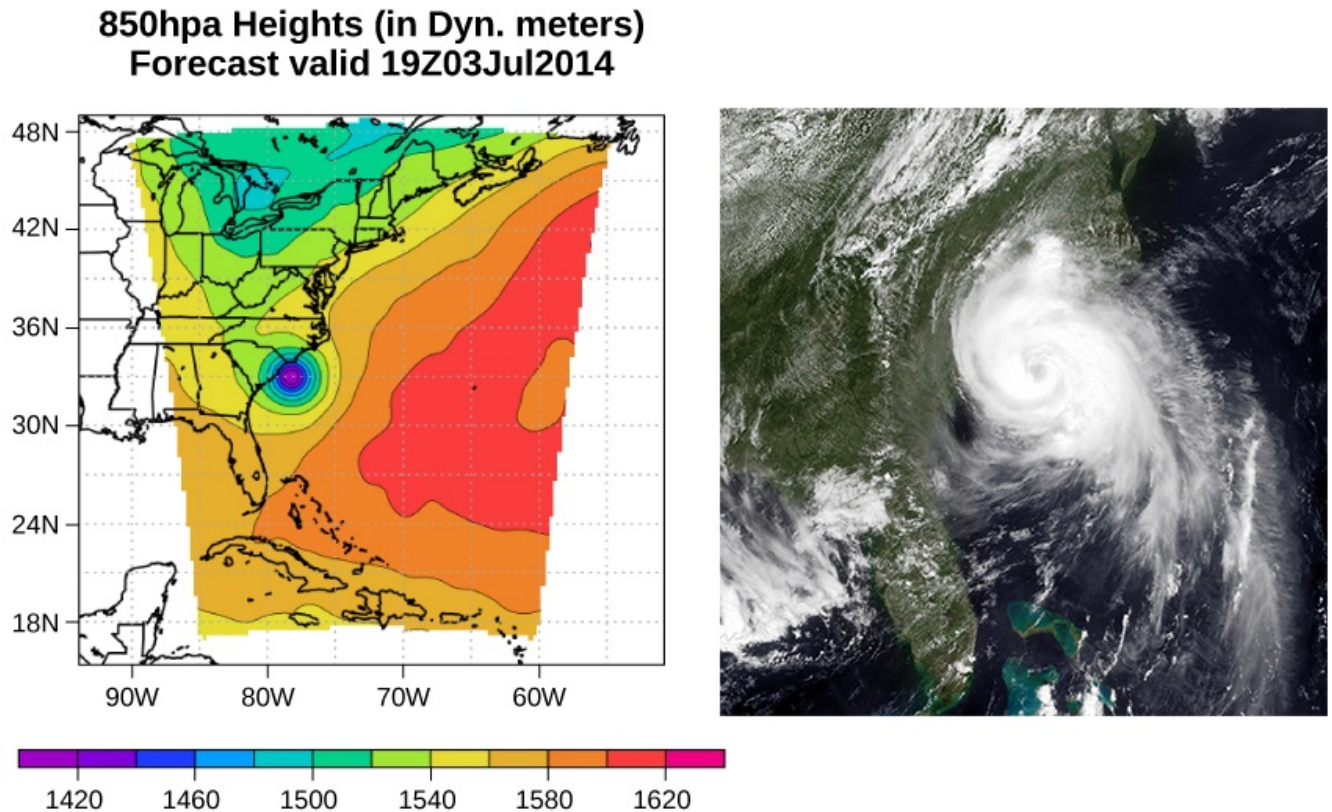 850hpa Heights (in Dyn. meters)
Forecast valid 19Z03Jul2014
48N
42N
36N
30N
24N
18N
90W 80W 70W 60W
1420 1460 1500 1540 1580 1620